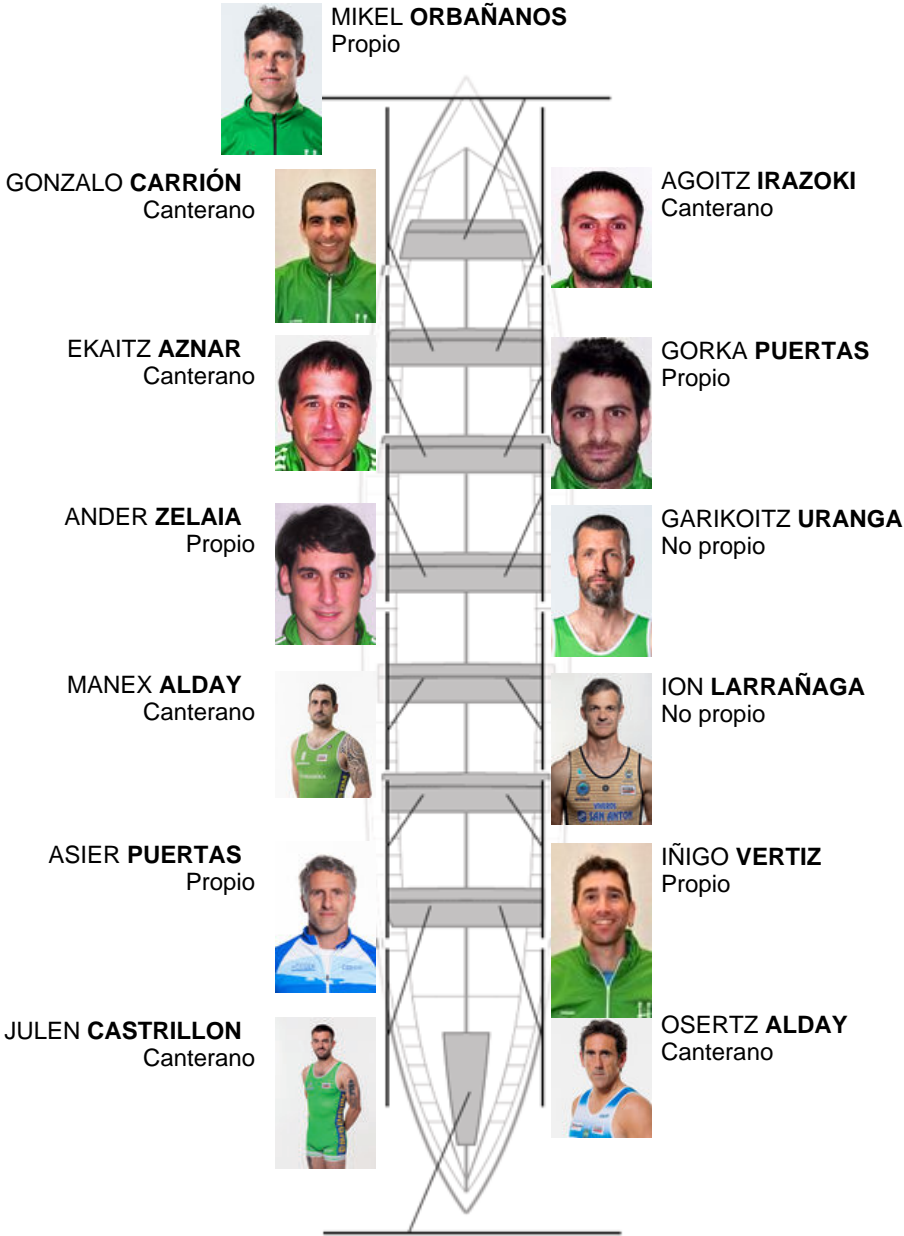 MIKEL ORBAÑANOS
Propio
GONZALO CARRIÓN
Canterano
AGOITZ IRAZOKI
Canterano
EKAITZ AZNAR
Canterano
GORKA PUERTAS
Propio
ANDER ZELAIA
Propio
GARIKOITZ URANGA
No propio
MANEX ALDAY
Canterano
ION LARRAÑAGA
No propio
SAN ANTON
ASIER PUERTAS
Propio
IÑIGO VERTIZ
Propio
JULEN CASTRILLON
Canterano
OSERTZ ALDAY
Canterano